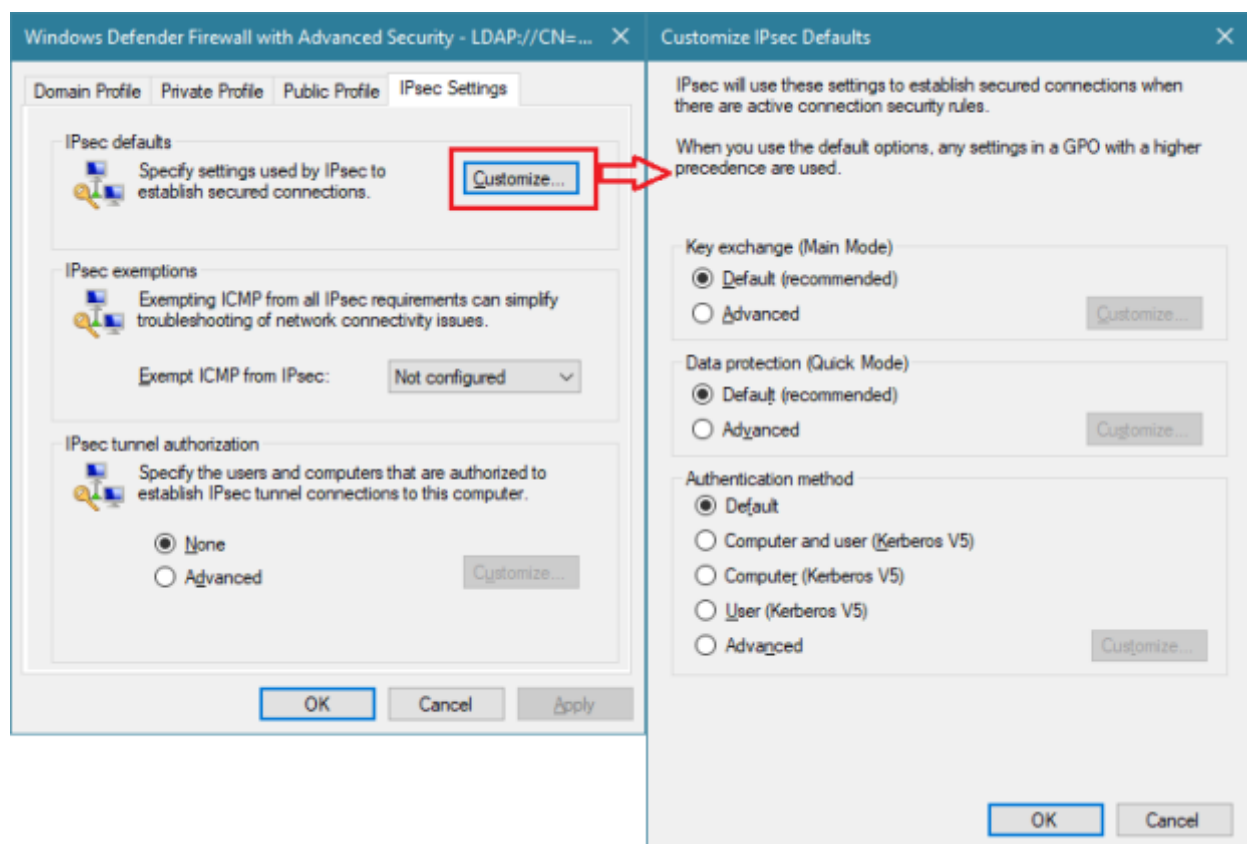 Windows Defender Firewall with Advanced Security - LDAP://CN=...
Domain Profile Private Profile Public Profile IPsec Settings
IPsec defaults
Specify settings used by IPsec to
establish secured connections.
Customize...
IPsec exemptions
Exempting ICMP from all IPsec requirements can simplify
troubleshooting of network connectivity issues.
Exempt ICMP from IPsec: Not configured
IPsec tunnel authorization
Specify the users and computers that are authorized to
establish IPsec tunnel connections to this computer.
None
Advanced
Customize...
OK Cancel Apply
Customize IPsec Defaults
IPsec will use these settings to establish secured connections when
there are active connection security rules.
When you use the default options, any settings in a GPO with a higher
precedence are used.
Key exchange (Main Mode)
Default (recommended)
Advanced Customize...
Data protection (Quick Mode)
Default (recommended)
Advanced Customize...
Authentication method
Default
Computer and user (Kerberos V5)
Computer (Kerberos V5)
User (Kerberos V5)
Advanced Customize...
OK Cancel